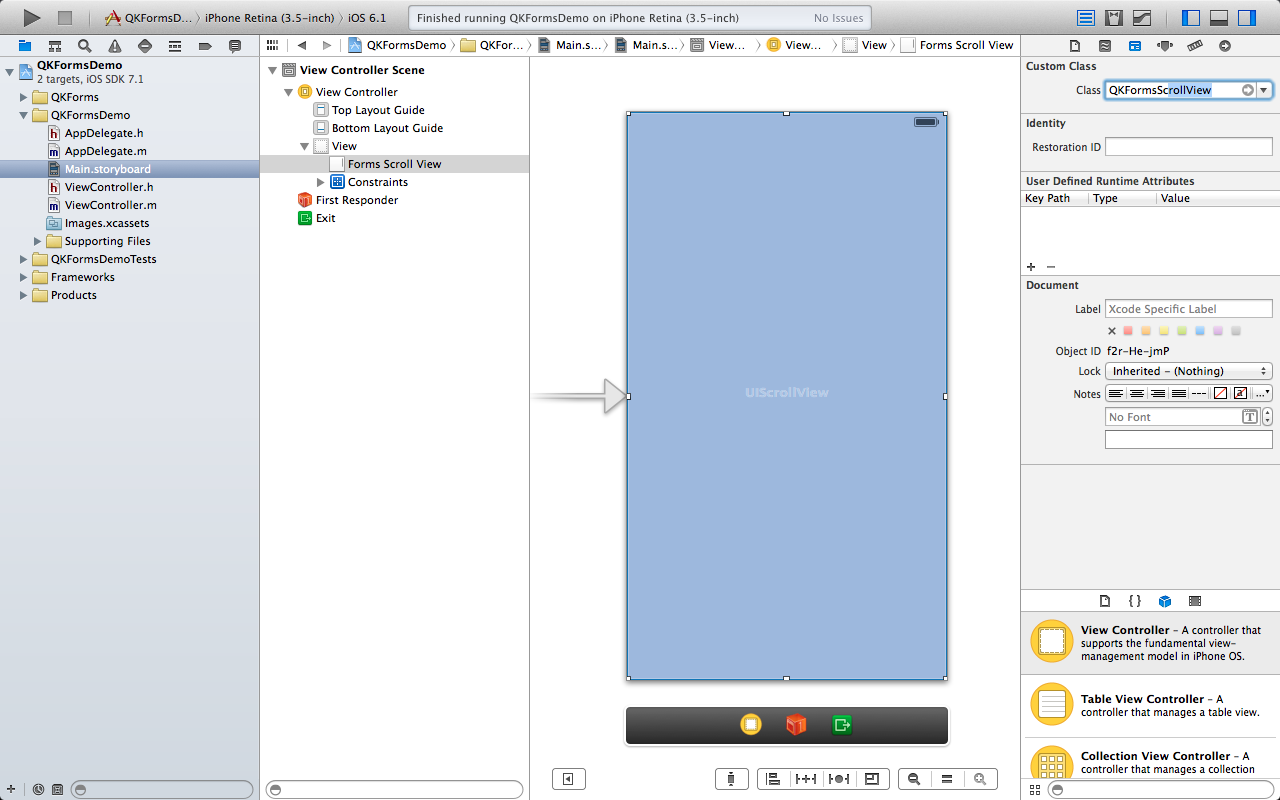 QKFormsD... iPhone Retina (3.5-inch) iOS 6.1
Finished running QKFormsDemo on iPhone Retina (3.5-inch) No Issues
QKFormsDemo QKFor... Main.s... Main.s... View... View... View Forms Scroll View
QKFormsDemo
2 targets, iOS SDK 7.1
QKForms
QKFormsDemo
AppDelegate.h
AppDelegate.m
Main.storyboard
ViewController.h
ViewController.m
Images.xcassets
Supporting Files
QKFormsDemoTests
Frameworks
Products
View Controller Scene
View Controller
Top Layout Guide
Bottom Layout Guide
View
Forms Scroll View
Constraints
First Responder
Exit
UIScrollView
Custom Class
Class QKFormsScrollView
Identity
Restoration ID
User Defined Runtime Attributes
Key Path Type Value
Document
Label Xcode Specific Label
Object ID f2r-He-jmP
Lock Inherited - (Nothing)
Notes
No Font
View Controller - A controller that
supports the fundamental view-
management model in iPhone OS.
Table View Controller - A
controller that manages a table view.
Collection View Controller - A
controller that manages a collection